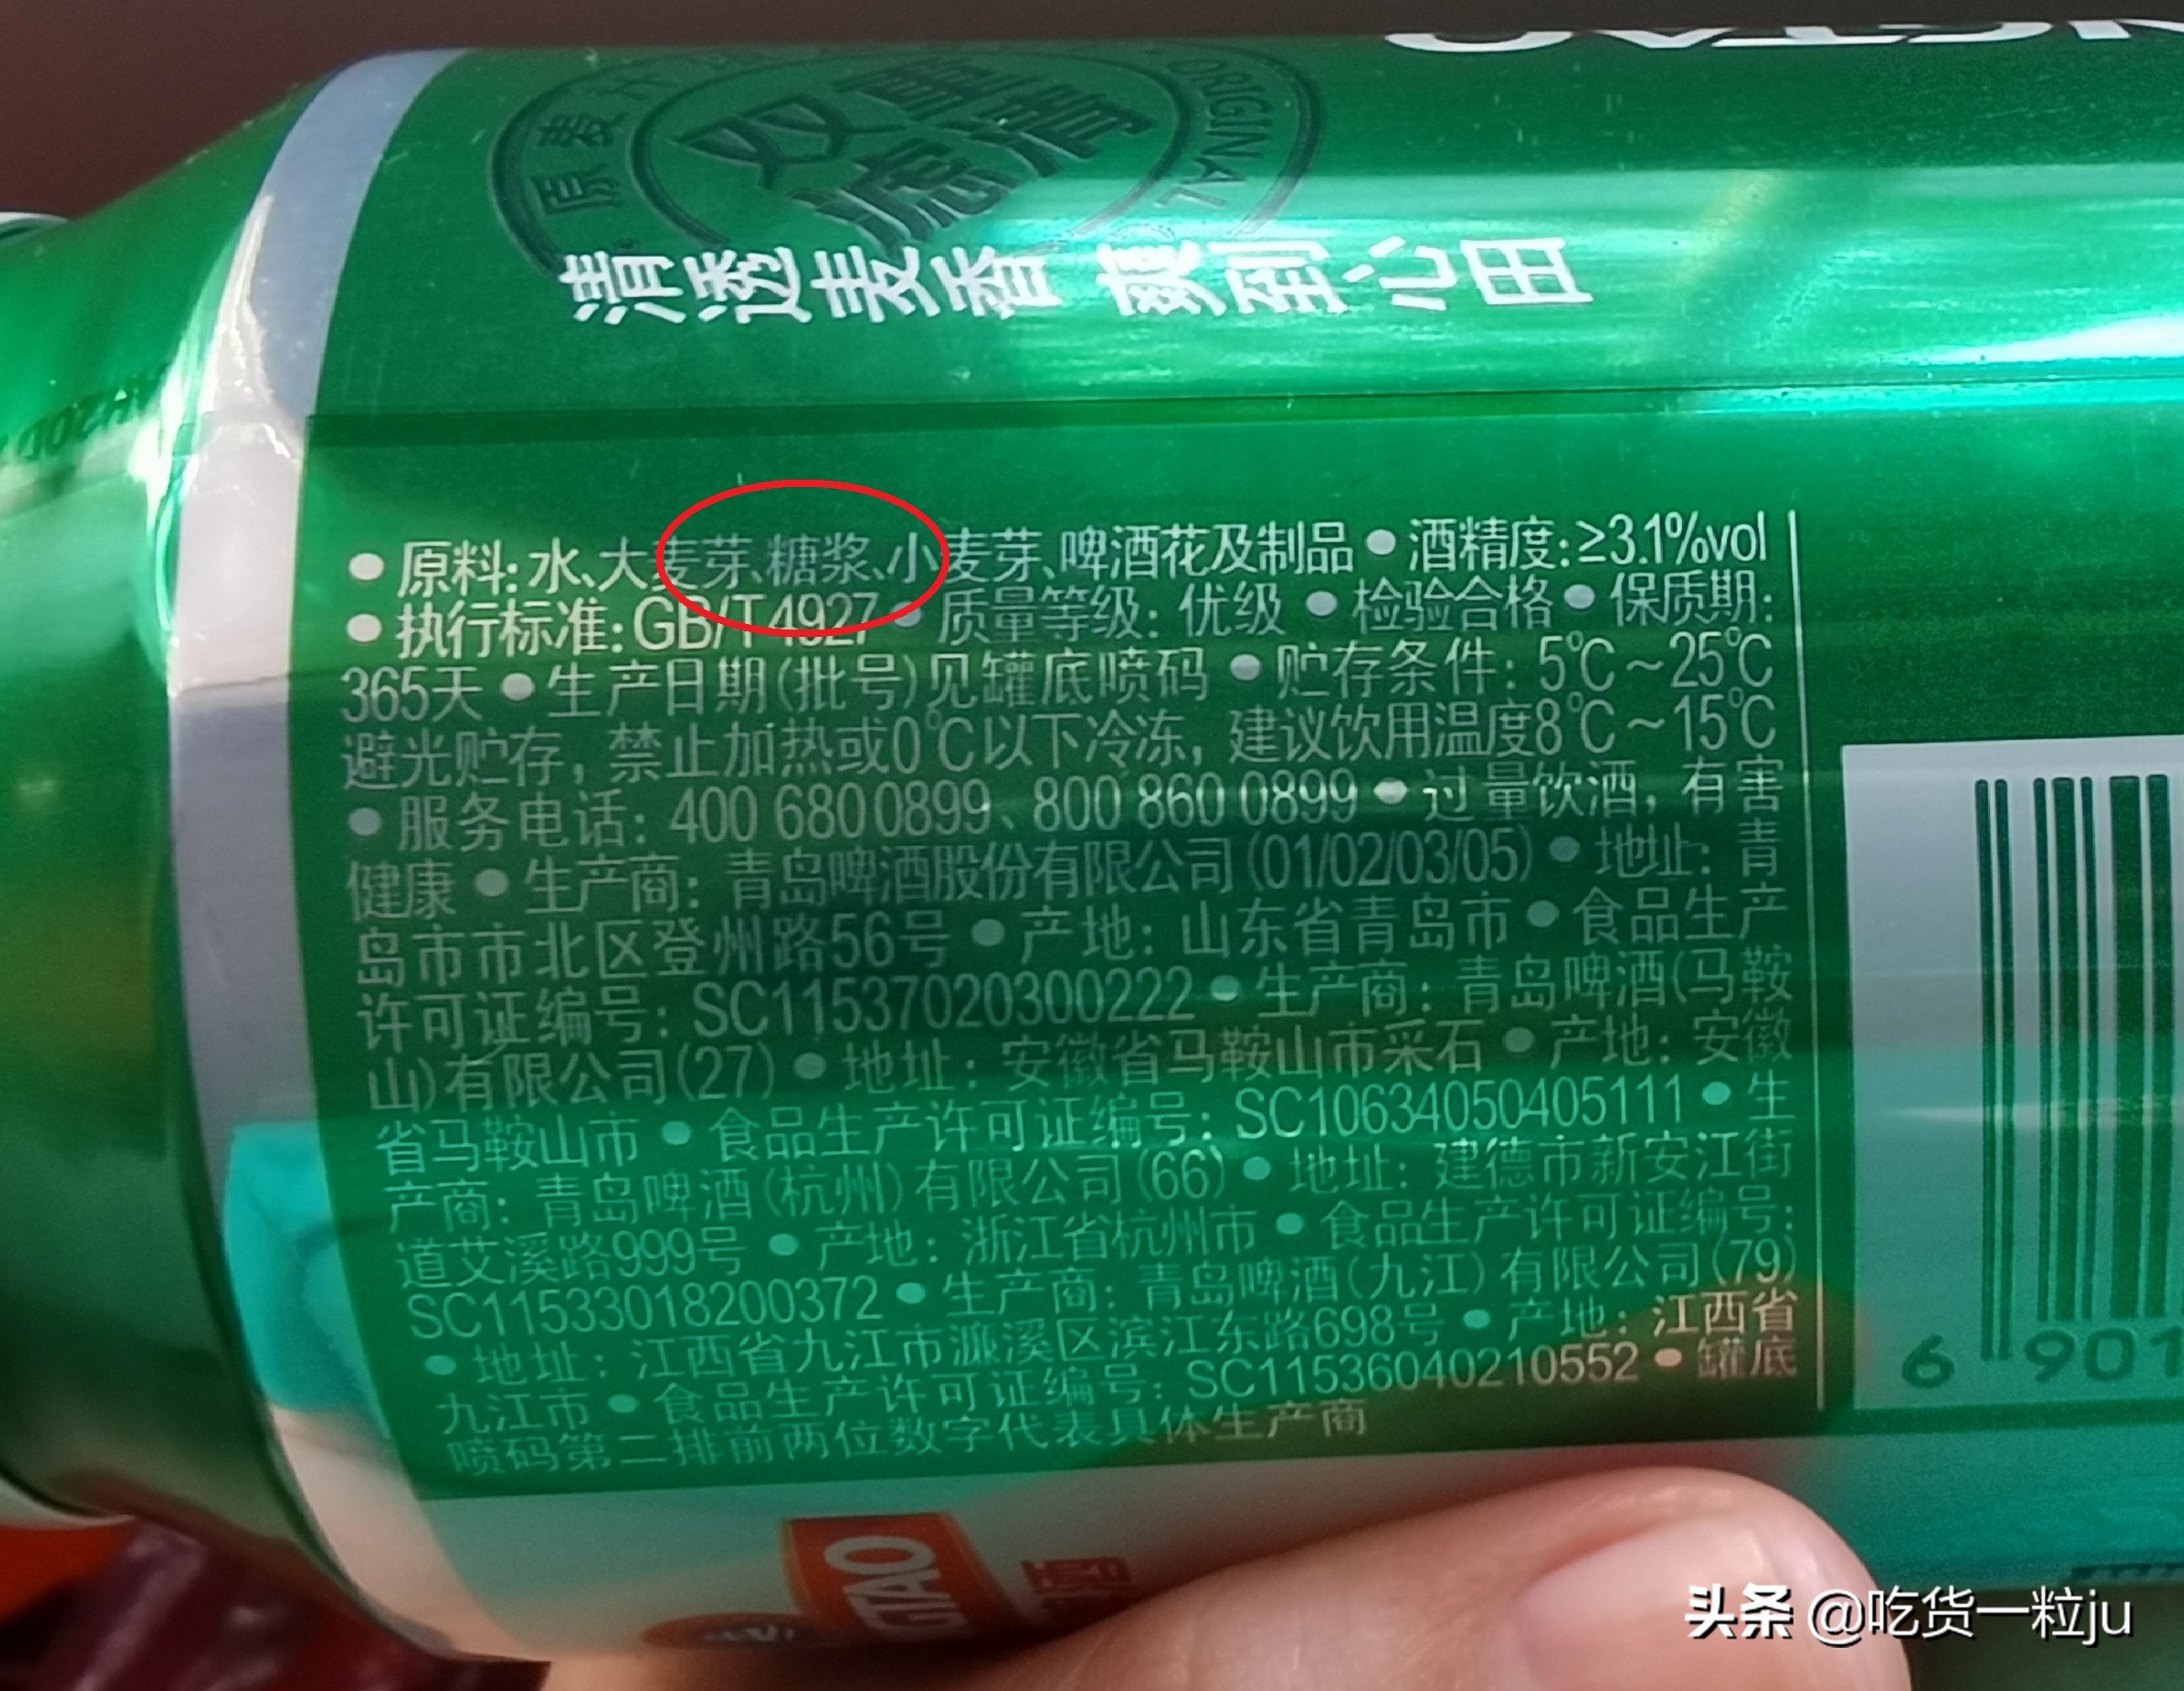 双重
滤清
ORIGINAL
清透麦香 爽到心田
● 原料: 水、大麦芽、糖浆、小麦芽、啤酒花及制品 ● 酒精度:≥3.1%vol
● 执行标准: GB/T 4927 ● 质量等级: 优级 ● 检验合格 ● 保质期:
365天 ● 生产日期(批号)见罐底喷码 ● 贮存条件: 5℃~25℃
避光贮存, 禁止加热或0℃以下冷冻, 建议饮用温度8℃~15℃
● 服务电话: 400 680 0899、800 860 0899 ● 过量饮酒, 有害
健康 ● 生产商: 青岛啤酒股份有限公司(01/02/03/05) ● 地址: 青
岛市市北区登州路56号 ● 产地: 山东省青岛市 ● 食品生产
许可证编号: SC11537020300222 ● 生产商: 青岛啤酒(马鞍
山)有限公司(27) ● 地址: 安徽省马鞍山市采石 ● 产地: 安徽
省马鞍山市 ● 食品生产许可证编号: SC10634050405111 ● 生
产商: 青岛啤酒(杭州)有限公司(66) ● 地址: 建德市新安江街
道艾溪路999号 ● 产地: 浙江省杭州市 ● 食品生产许可证编号:
SC11533018200372 ● 生产商: 青岛啤酒(九江)有限公司(79)
● 地址: 江西省九江市濂溪区滨江东路698号 ● 产地: 江西省
九江市 ● 食品生产许可证编号: SC11536040210552 ● 罐底
喷码第二排前两位数字代表具体生产商
6 901
GTAO
酒
头条 @吃货一粒ju